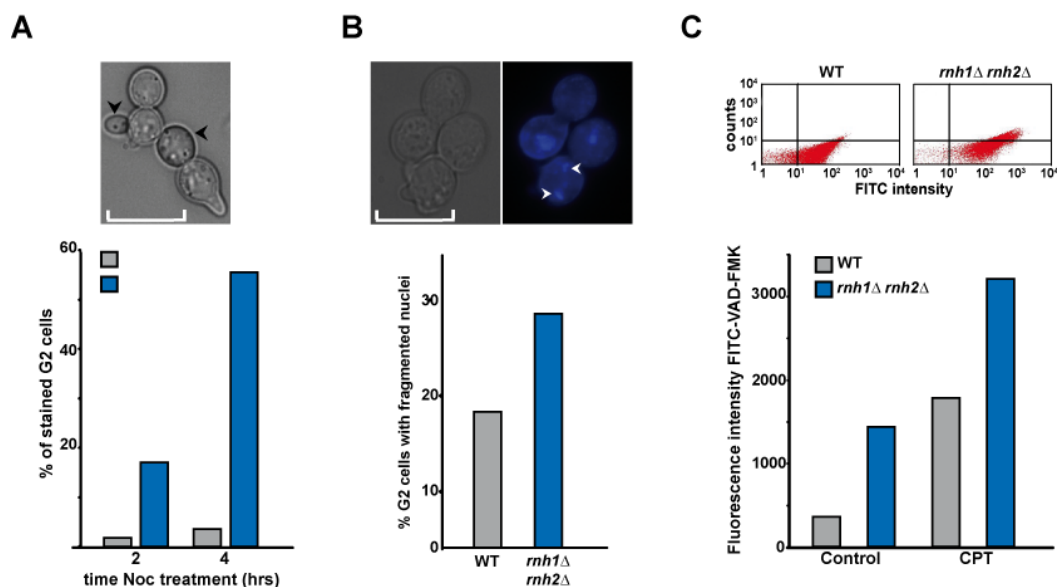 A
B
C
WT
rnh1Δ rnh2Δ
counts
10⁴
10³
10²
10¹
1
1 10¹ 10² 10³ 10⁴
1 10¹ 10² 10³ 10⁴
FITC intensity
% of stained G2 cells
60
40
20
2
4
time Noc treatment (hrs)
% G2 cells with fragmented nuclei
30
20
10
0
WT
rnh1Δ
rnh2Δ
Fluorescence intensity FITC-VAD-FMK
WT
rnh1Δ rnh2Δ
3000
2000
1000
0
Control
CPT